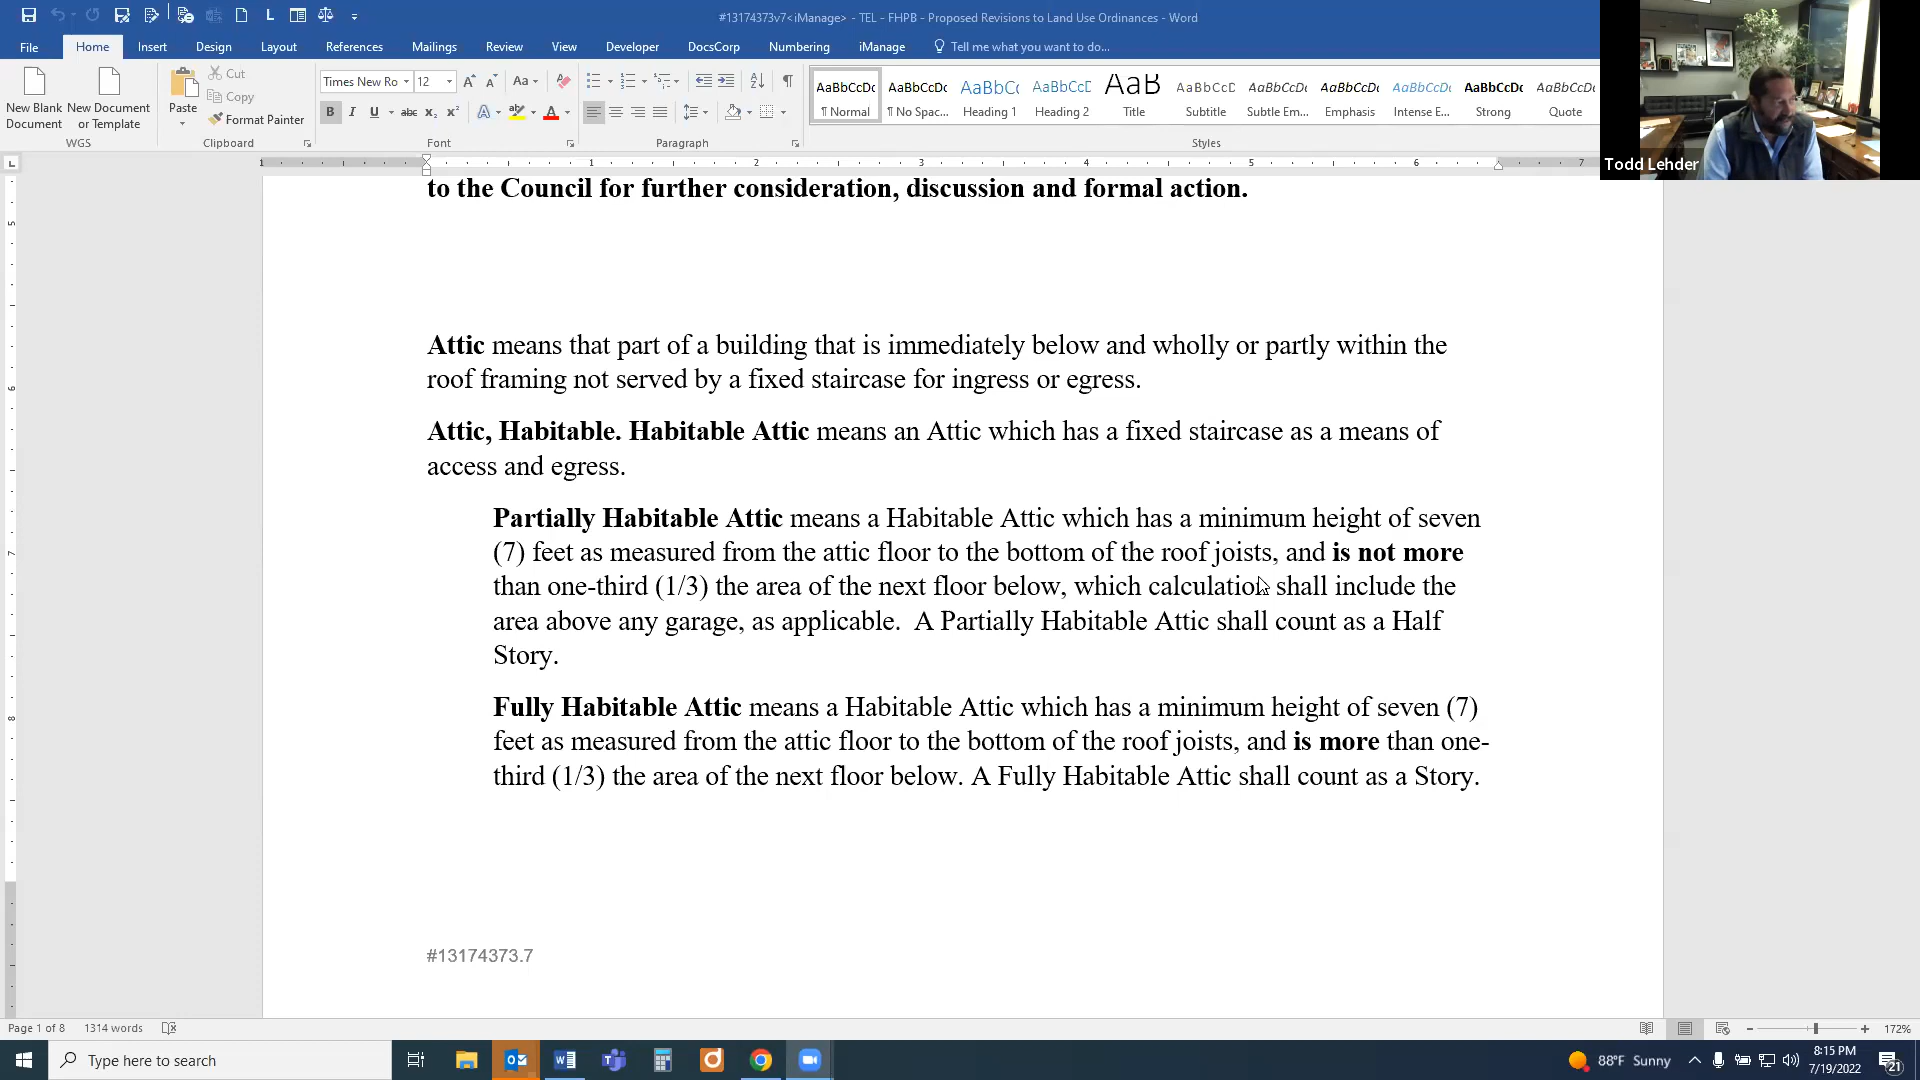 #13174373v7<iManage> - TEL - FHPB - Proposed Revisions to Land Use Ordinances - Word
File Home Insert Design Layout References Mailings Review View Developer DocsCorp Numbering iManage Tell me what you want to do...
New Blank Document
New Document or Template
WGS
Paste
Cut
Copy
Format Painter
Clipboard
Times New Ro 12
Font
Paragraph
AaBbCcDc ¶ Normal
AaBbCcDc ¶ No Spac...
AaBbCc Heading 1
AaBbCcD Heading 2
AaB Title
AaBbCcD Subtitle
AaBbCcDc Subtle Em...
AaBbCcDc Emphasis
AaBbCcDc Intense E...
AaBbCcDc Strong
AaBbCcDc Quote
Styles
Todd Lehder
to the Council for further consideration, discussion and formal action.
Attic means that part of a building that is immediately below and wholly or partly within the
roof framing not served by a fixed staircase for ingress or egress.
Attic, Habitable. Habitable Attic means an Attic which has a fixed staircase as a means of
access and egress.
Partially Habitable Attic means a Habitable Attic which has a minimum height of seven
(7) feet as measured from the attic floor to the bottom of the roof joists, and is not more
than one-third (1/3) the area of the next floor below, which calculation shall include the
area above any garage, as applicable.  A Partially Habitable Attic shall count as a Half
Story.
Fully Habitable Attic means a Habitable Attic which has a minimum height of seven (7)
feet as measured from the attic floor to the bottom of the roof joists, and is more than one-
third (1/3) the area of the next floor below. A Fully Habitable Attic shall count as a Story.
#13174373.7
Page 1 of 8 1314 words
172%
Type here to search
88°F Sunny
8:15 PM
7/19/2022
21